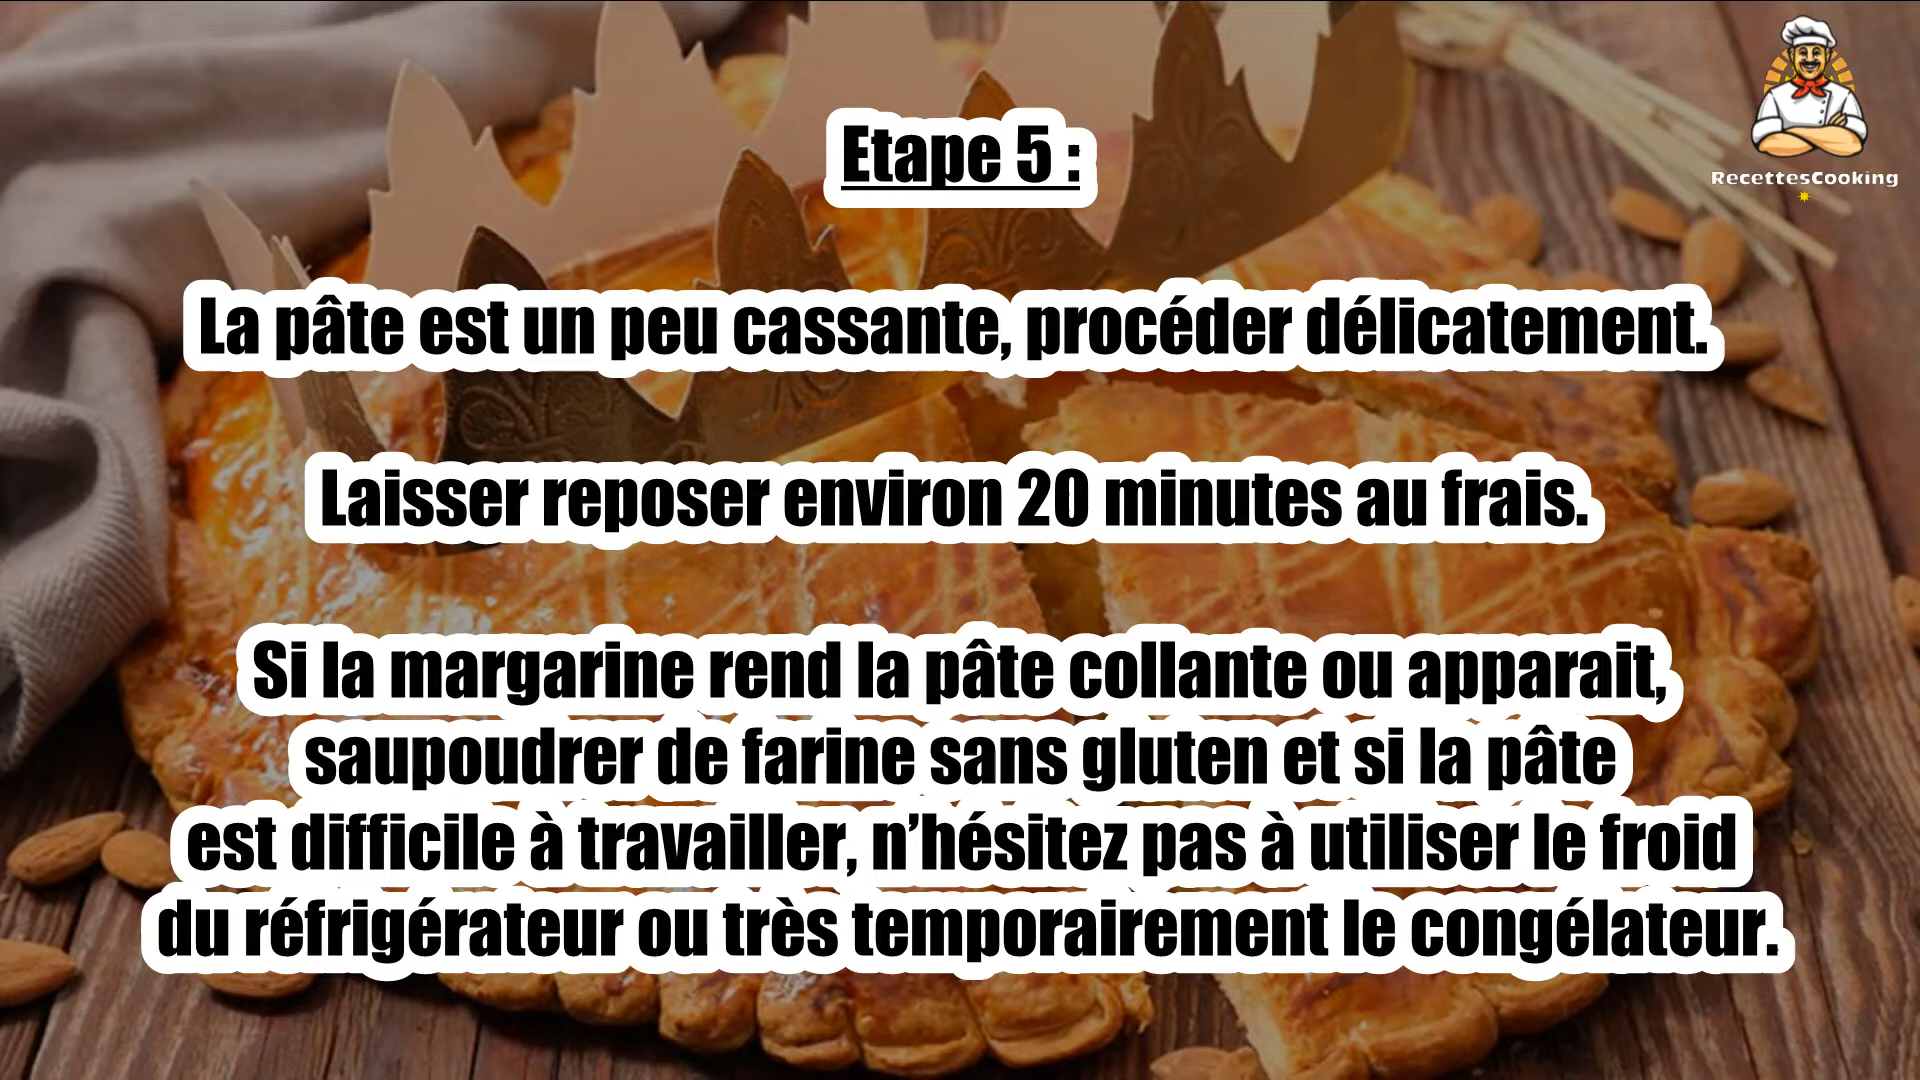 RecettesCooking
Etape 5 :
La pâte est un peu cassante, procéder délicatement.
Laisser reposer environ 20 minutes au frais.
Si la margarine rend la pâte collante ou apparait,
saupoudrer de farine sans gluten et si la pâte
est difficile à travailler, n’hésitez pas à utiliser le froid
du réfrigérateur ou très temporairement le congélateur.